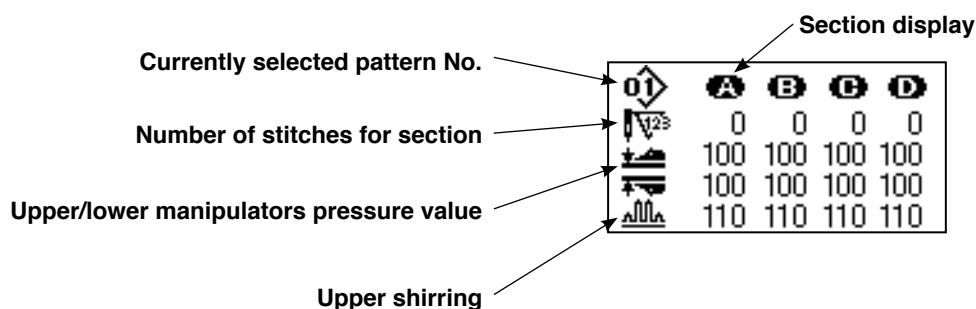 Section display
Currently selected pattern No.
01 A B C D
Number of stitches for section
123 0 0 0 0
100 100 100 100
Upper/lower manipulators pressure value
100 100 100 100
110 110 110 110
Upper shirring